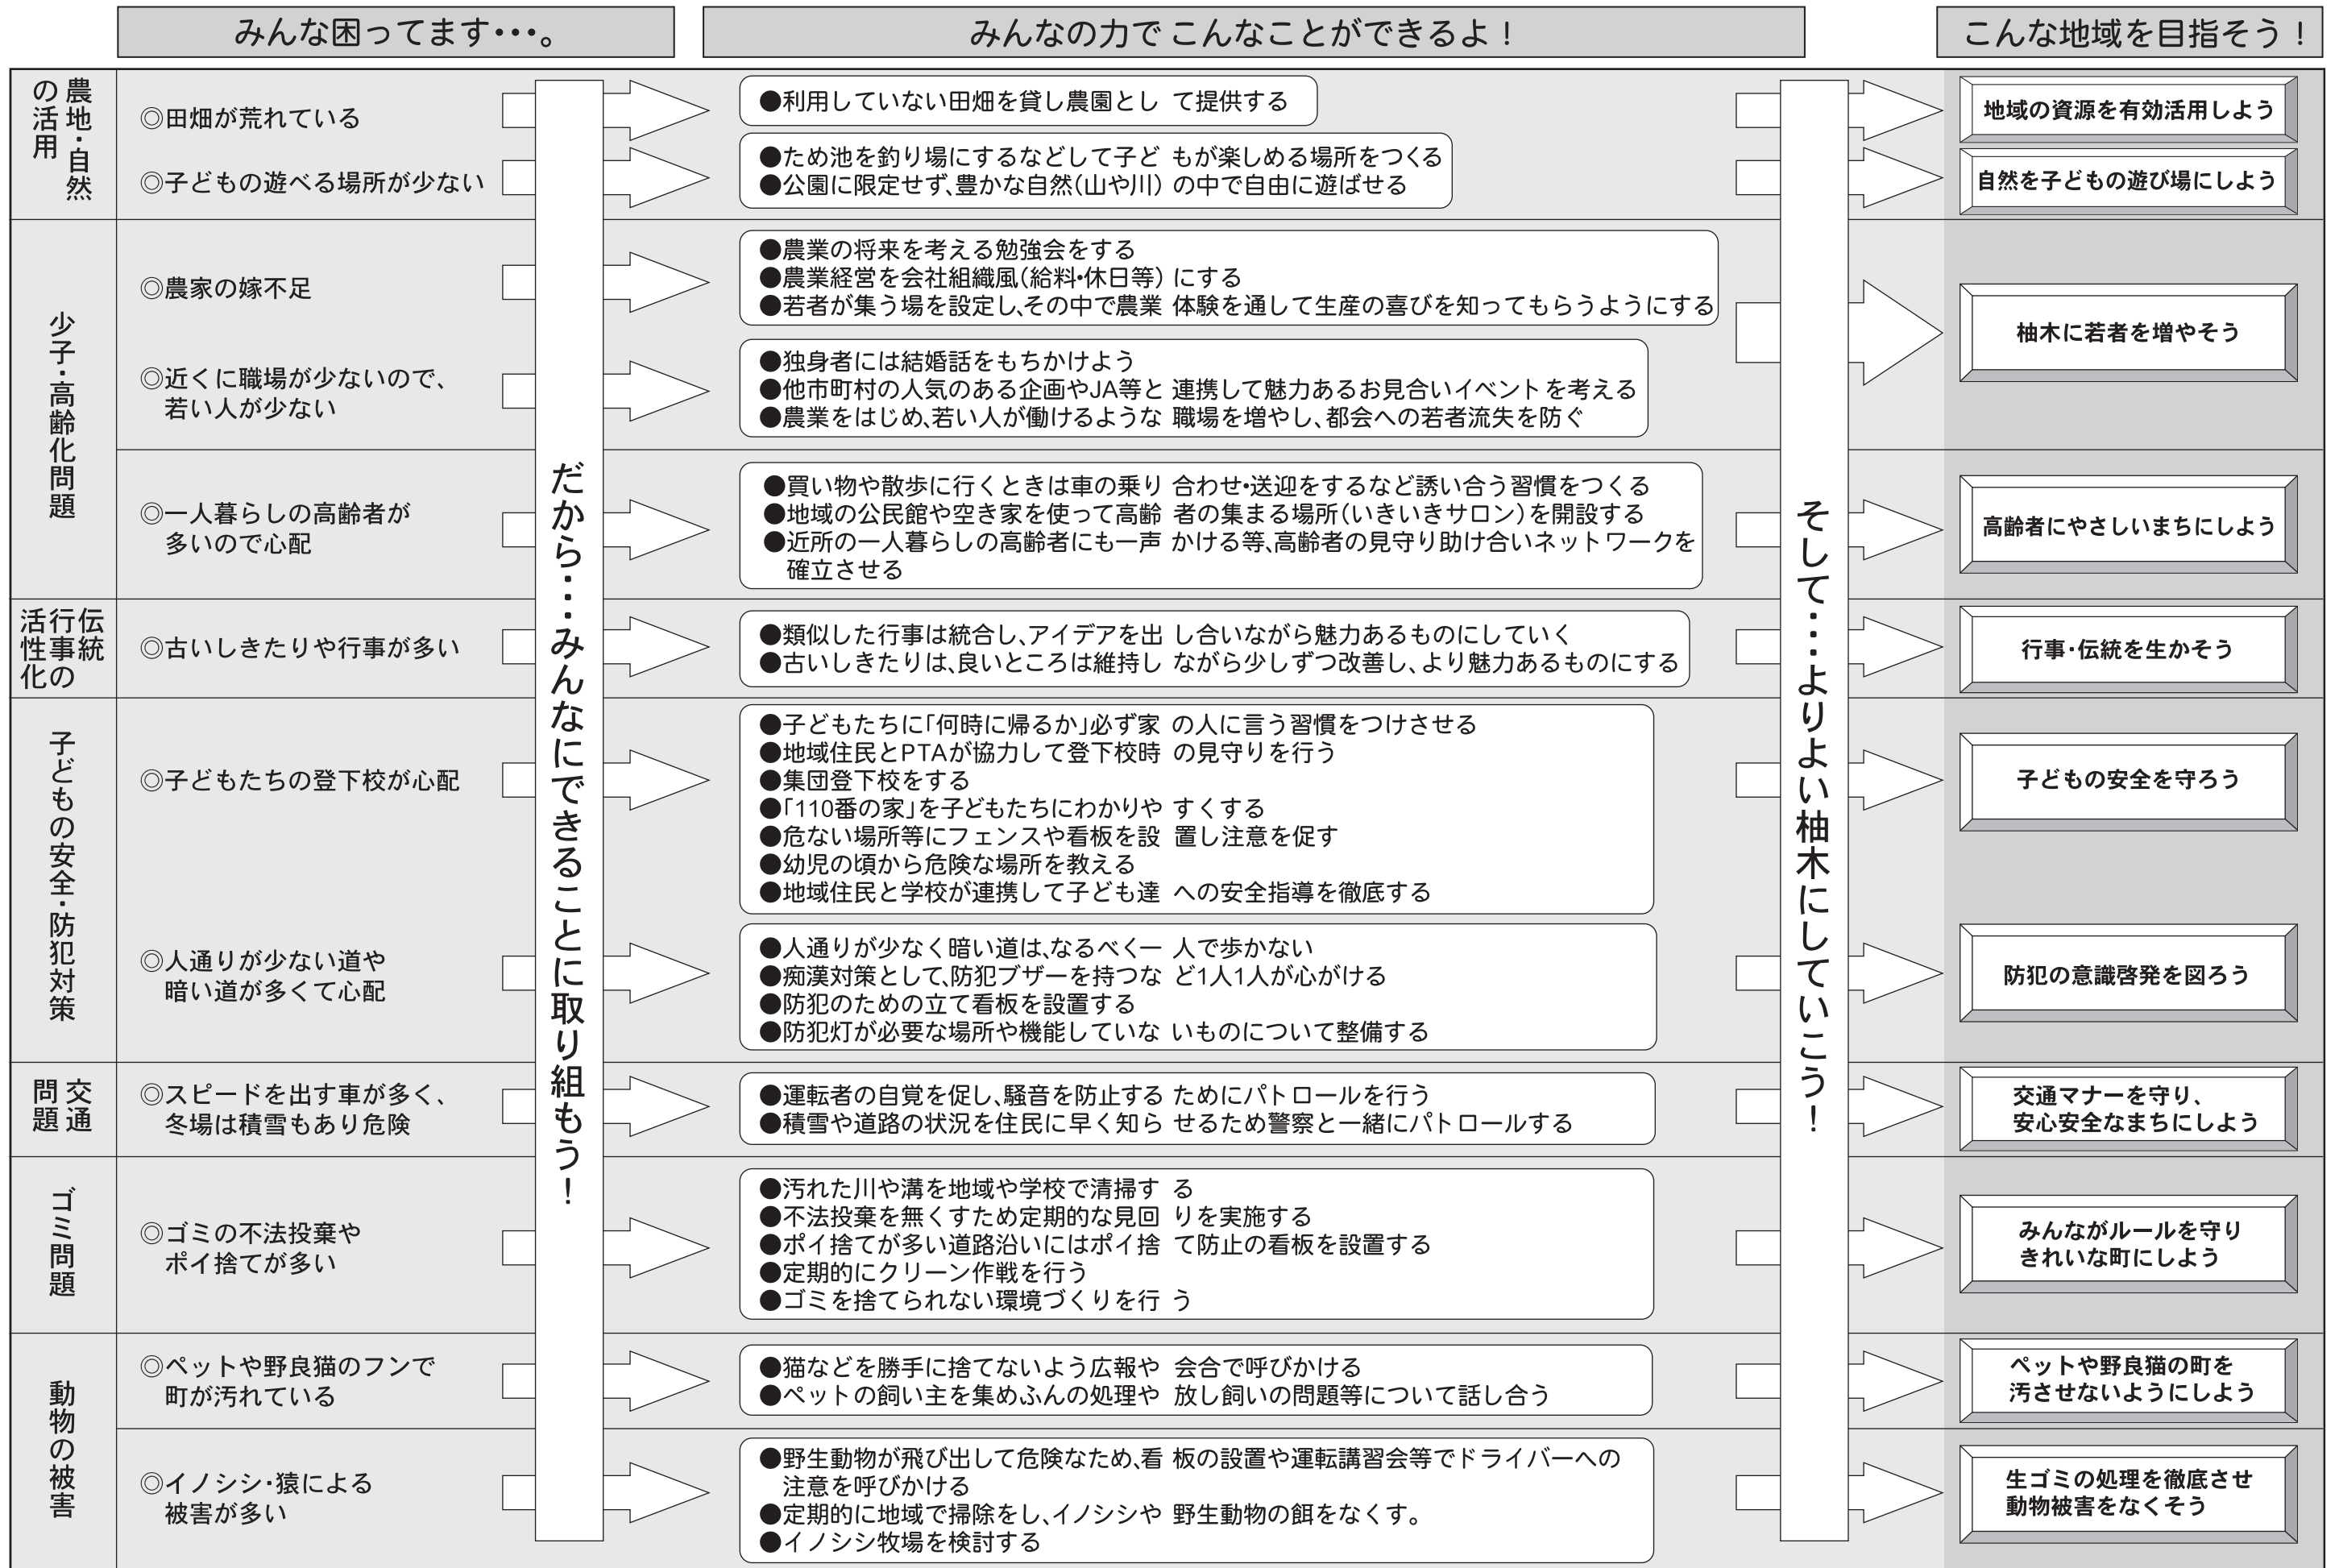 みんな困ってます・・・。
みんなの力で こんなことができるよ！
こんな地域を目指そう！
農地・自然
の活用
◎田畑が荒れている
●利用していない田畑を貸し農園とし て提供する
地域の資源を有効活用しよう
◎子どもの遊べる場所が少ない
●ため池を釣り場にするなどして子ど もが楽しめる場所をつくる
●公園に限定せず、豊かな自然(山や川) の中で自由に遊ばせる
自然を子どもの遊び場にしよう
少子・高齢化問題
◎農家の嫁不足
●農業の将来を考える勉強会をする
●農業経営を会社組織風(給料・休日等) にする
●若者が集う場を設定し、その中で農業 体験を通して生産の喜びを知ってもらうようにする
◎近くに職場が少ないので、
若い人が少ない
●独身者には結婚話をもちかけよう
●他市町村の人気のある企画やJA等と 連携して魅力あるお見合いイベントを考える
●農業をはじめ、若い人が働けるような 職場を増やし、都会への若者流失を防ぐ
柚木に若者を増やそう
◎一人暮らしの高齢者が
多いので心配
●買い物や散歩に行くときは車の乗り 合わせ・送迎をするなど誘い合う習慣をつくる
●地域の公民館や空き家を使って高齢 者の集まる場所(いきいきサロン)を開設する
●近所の一人暮らしの高齢者にも一声 かける等、高齢者の見守り助け合いネットワークを
確立させる
高齢者にやさしいまちにしよう
伝統
行事の
活性化
◎古いしきたりや行事が多い
●類似した行事は統合し、アイデアを出 し合いながら魅力あるものにしていく
●古いしきたりは、良いところは維持し ながら少しずつ改善し、より魅力あるものにする
行事・伝統を生かそう
子どもの安全・防犯対策
◎子どもたちの登下校が心配
●子どもたちに「何時に帰るか」必ず家 の人に言う習慣をつけさせる
●地域住民とPTAが協力して登下校時 の見守りを行う
●集団登下校をする
●「110番の家」を子どもたちにわかりや すくする
●危ない場所等にフェンスや看板を設 置し注意を促す
●幼児の頃から危険な場所を教える
●地域住民と学校が連携して子ども達 への安全指導を徹底する
子どもの安全を守ろう
◎人通りが少ない道や
暗い道が多くて心配
●人通りが少なく暗い道は、なるべく一 人で歩かない
●痴漢対策として、防犯ブザーを持つな ど1人1人が心がける
●防犯のための立て看板を設置する
●防犯灯が必要な場所や機能していな いものについて整備する
防犯の意識啓発を図ろう
交通
問題
◎スピードを出す車が多く、
冬場は積雪もあり危険
●運転者の自覚を促し、騒音を防止する ためにパトロールを行う
●積雪や道路の状況を住民に早く知ら せるため警察と一緒にパトロールする
交通マナーを守り、
安心安全なまちにしよう
ゴミ問題
◎ゴミの不法投棄や
ポイ捨てが多い
●汚れた川や溝を地域や学校で清掃す る
●不法投棄を無くすため定期的な見回 りを実施する
●ポイ捨てが多い道路沿いにはポイ捨 て防止の看板を設置する
●定期的にクリーン作戦を行う
●ゴミを捨てられない環境づくりを行 う
みんながルールを守り
きれいな町にしよう
動物の被害
◎ペットや野良猫のフンで
町が汚れている
●猫などを勝手に捨てないよう広報や 会合で呼びかける
●ペットの飼い主を集めふんの処理や 放し飼いの問題等について話し合う
ペットや野良猫の町を
汚させないようにしよう
◎イノシシ・猿による
被害が多い
●野生動物が飛び出して危険なため、看 板の設置や運転講習会等でドライバーへの
注意を呼びかける
●定期的に地域で掃除をし、イノシシや 野生動物の餌をなくす。
●イノシシ牧場を検討する
生ゴミの処理を徹底させ
動物被害をなくそう
だから・・・みんなにできることに取り組もう！
そして・・・よりよい柚木にしていこう！